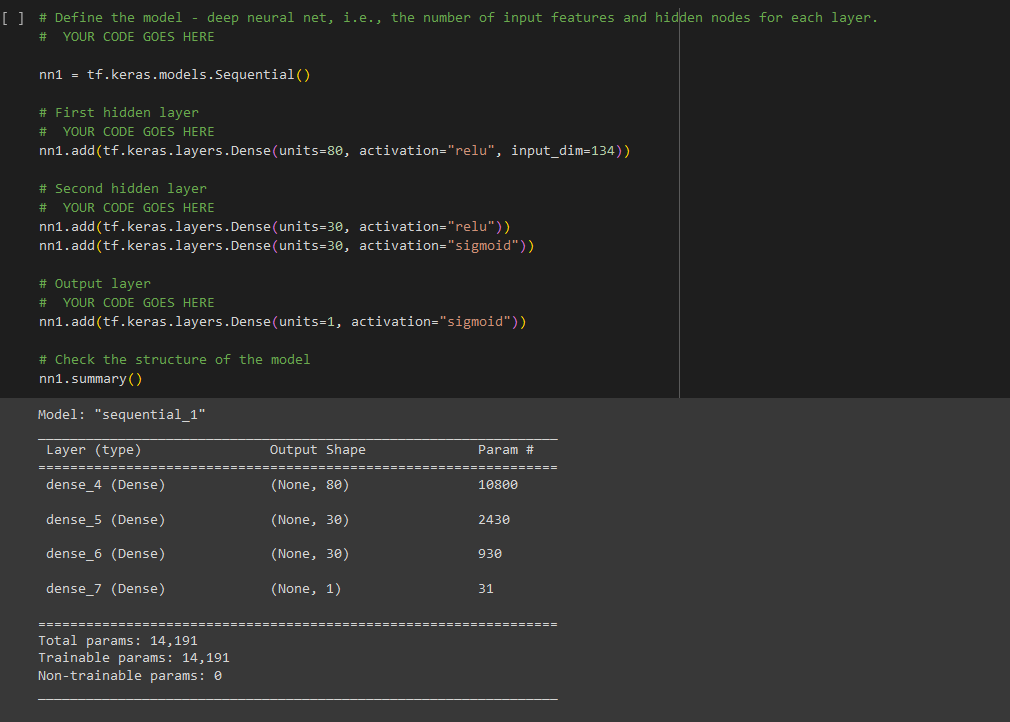 [ ] # Define the model - deep neural net, i.e., the number of input features and hidden nodes for each layer.
#  YOUR CODE GOES HERE
nn1 = tf.keras.models.Sequential()
# First hidden layer
#  YOUR CODE GOES HERE
nn1.add(tf.keras.layers.Dense(units=80, activation="relu", input_dim=134))
# Second hidden layer
#  YOUR CODE GOES HERE
nn1.add(tf.keras.layers.Dense(units=30, activation="relu"))
nn1.add(tf.keras.layers.Dense(units=30, activation="sigmoid"))
# Output layer
#  YOUR CODE GOES HERE
nn1.add(tf.keras.layers.Dense(units=1, activation="sigmoid"))
# Check the structure of the model
nn1.summary()
Model: "sequential_1"
_________________________________________________________________
Layer (type)                Output Shape              Param #
=================================================================
dense_4 (Dense)             (None, 80)                10800
dense_5 (Dense)             (None, 30)                2430
dense_6 (Dense)             (None, 30)                930
dense_7 (Dense)             (None, 1)                 31
=================================================================
Total params: 14,191
Trainable params: 14,191
Non-trainable params: 0
_________________________________________________________________